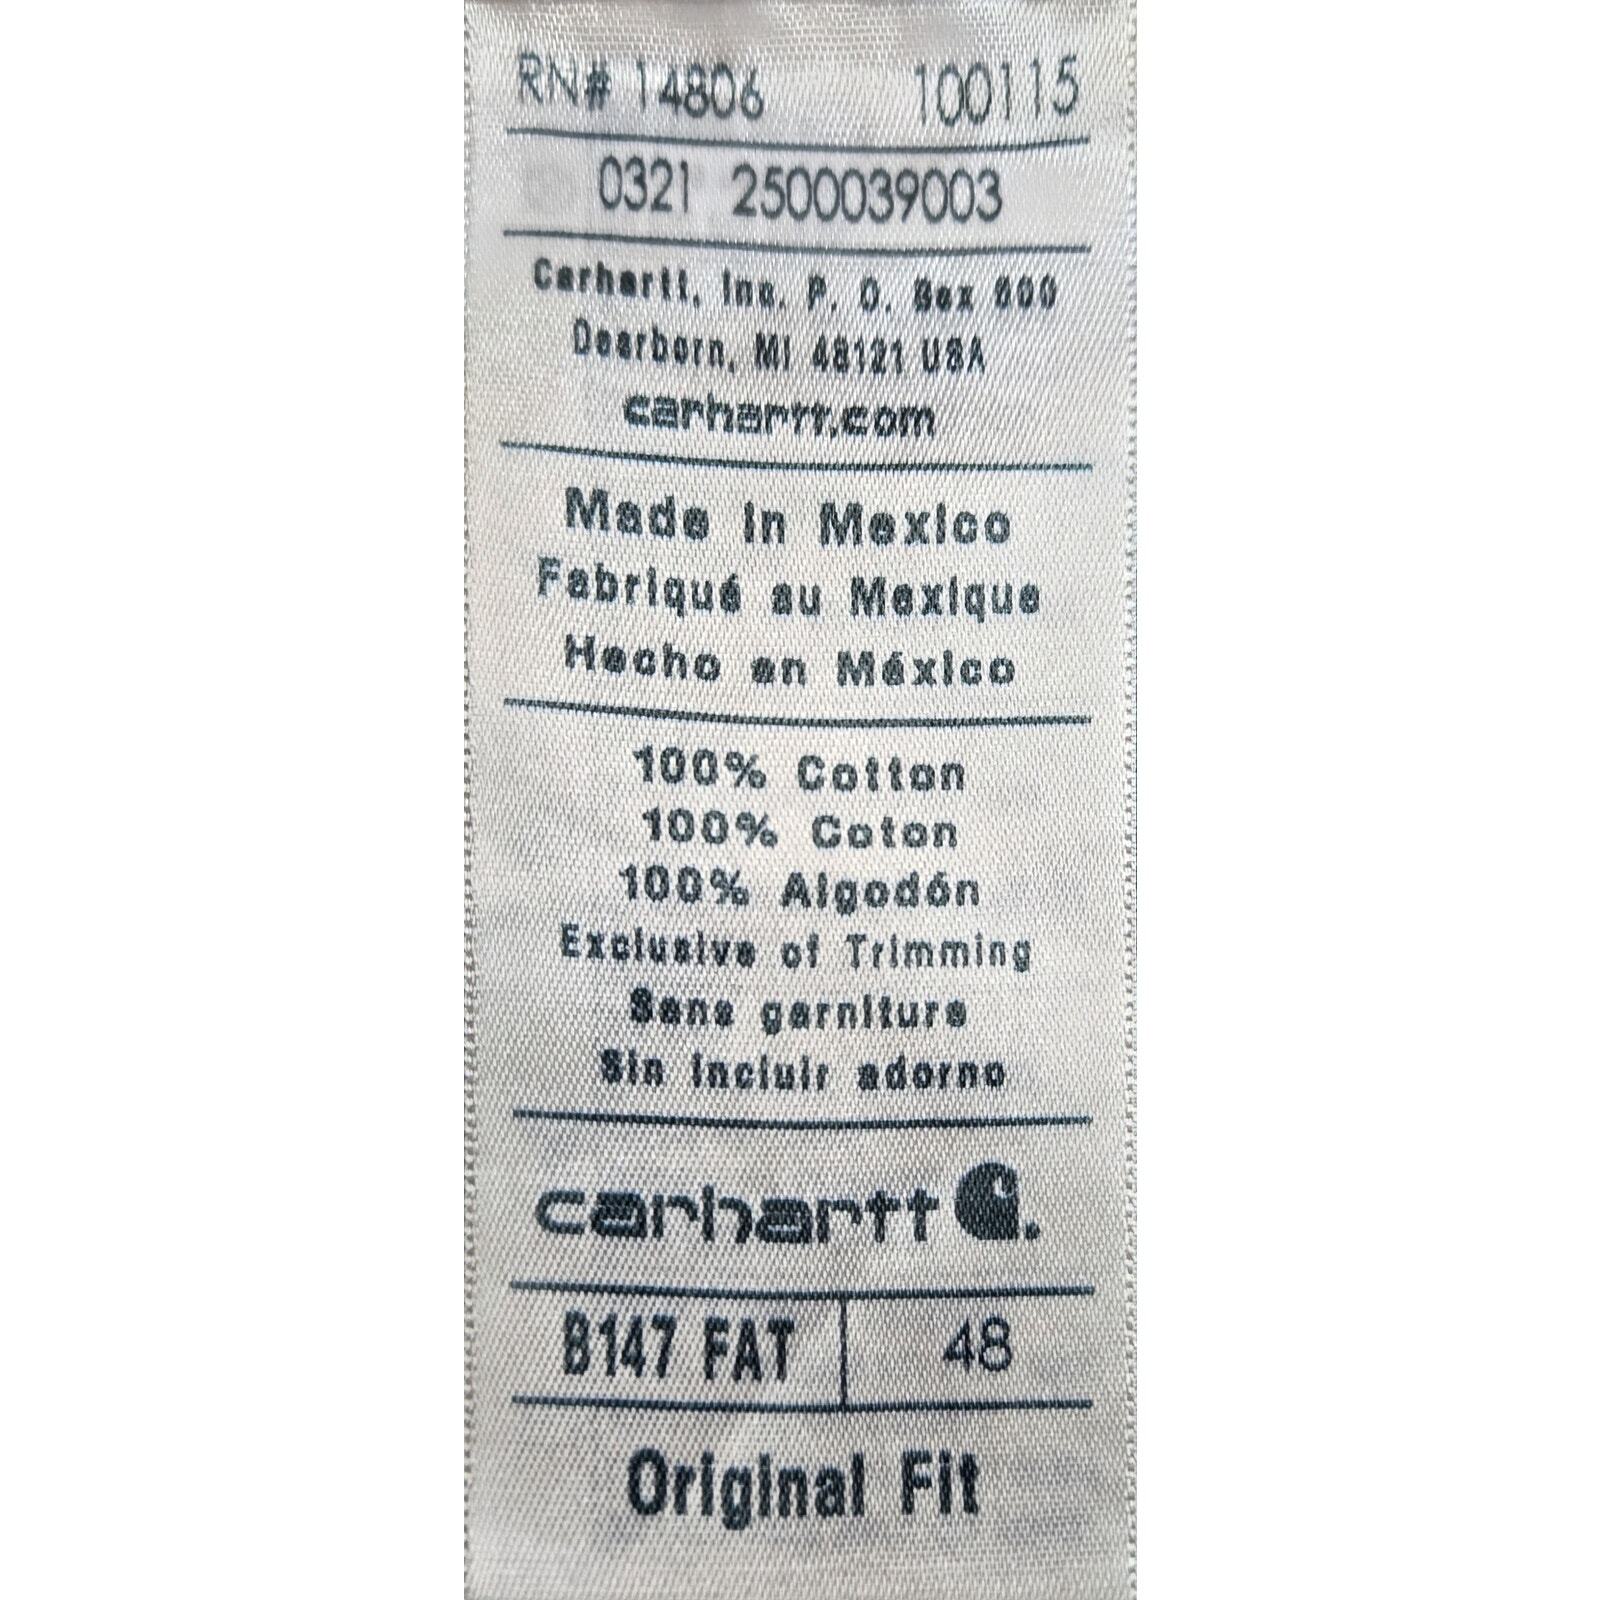 RN# 14806 100115
0321 2500039003
Carhartt, Inc. P. O. Box 600
Dearborn, MI 48121 USA
carhartt.com
Made in Mexico
Fabriqué au Mexique
Hecho en México
100% Cotton
100% Coton
100% Algodón
Exclusive of Trimming
Sans garniture
Sin incluir adorno
carhartt
B147 FAT 48
Original Fit